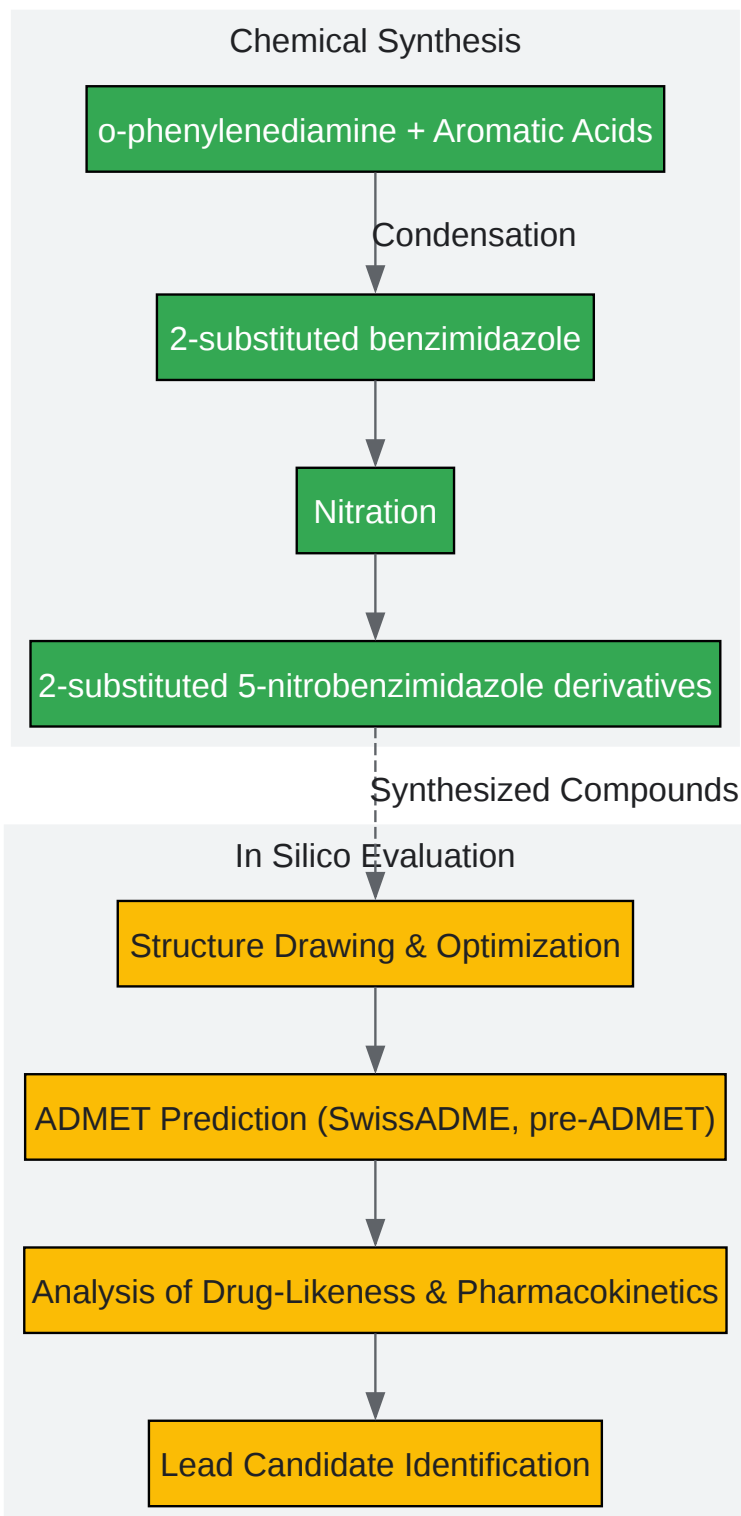 Chemical Synthesis
o-phenylenediamine + Aromatic Acids
Condensation
2-substituted benzimidazole
Nitration
2-substituted 5-nitrobenzimidazole derivatives
Synthesized Compounds
In Silico Evaluation
Structure Drawing & Optimization
ADMET Prediction (SwissADME, pre-ADMET)
Analysis of Drug-Likeness & Pharmacokinetics
Lead Candidate Identification